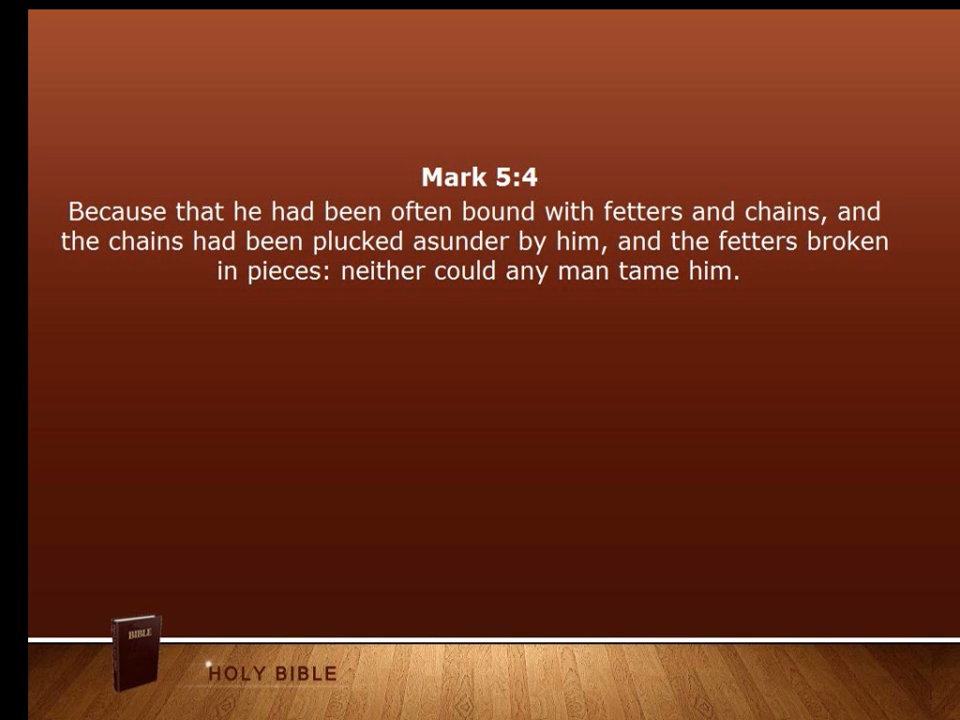 Mark 5:4
Because that he had been often bound with fetters and chains, and
the chains had been plucked asunder by him, and the fetters broken
in pieces: neither could any man tame him.
BIBLE
HOLY BIBLE